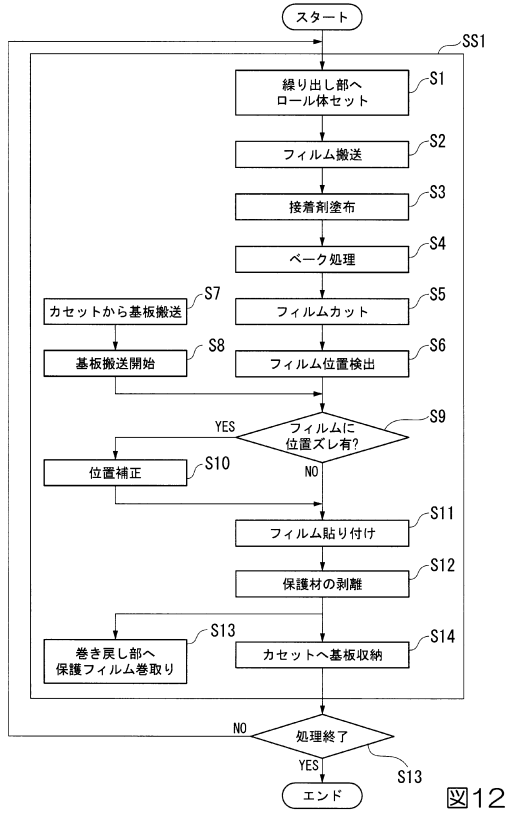 スタート
SS1
繰り出し部へ
ロール体セット
S1
フィルム搬送
S2
接着剤塗布
S3
ベーク処理
S4
フィルムカット
S5
フィルム位置検出
S6
カセットから基板搬送
S7
基板搬送開始
S8
フィルムに
位置ズレ有?
S9
YES
NO
位置補正
S10
フィルム貼り付け
S11
保護材の剥離
S12
巻き戻し部へ
保護フィルム巻取り
S13
カセットへ基板収納
S14
処理終了
NO
YES
S13
エンド
図12